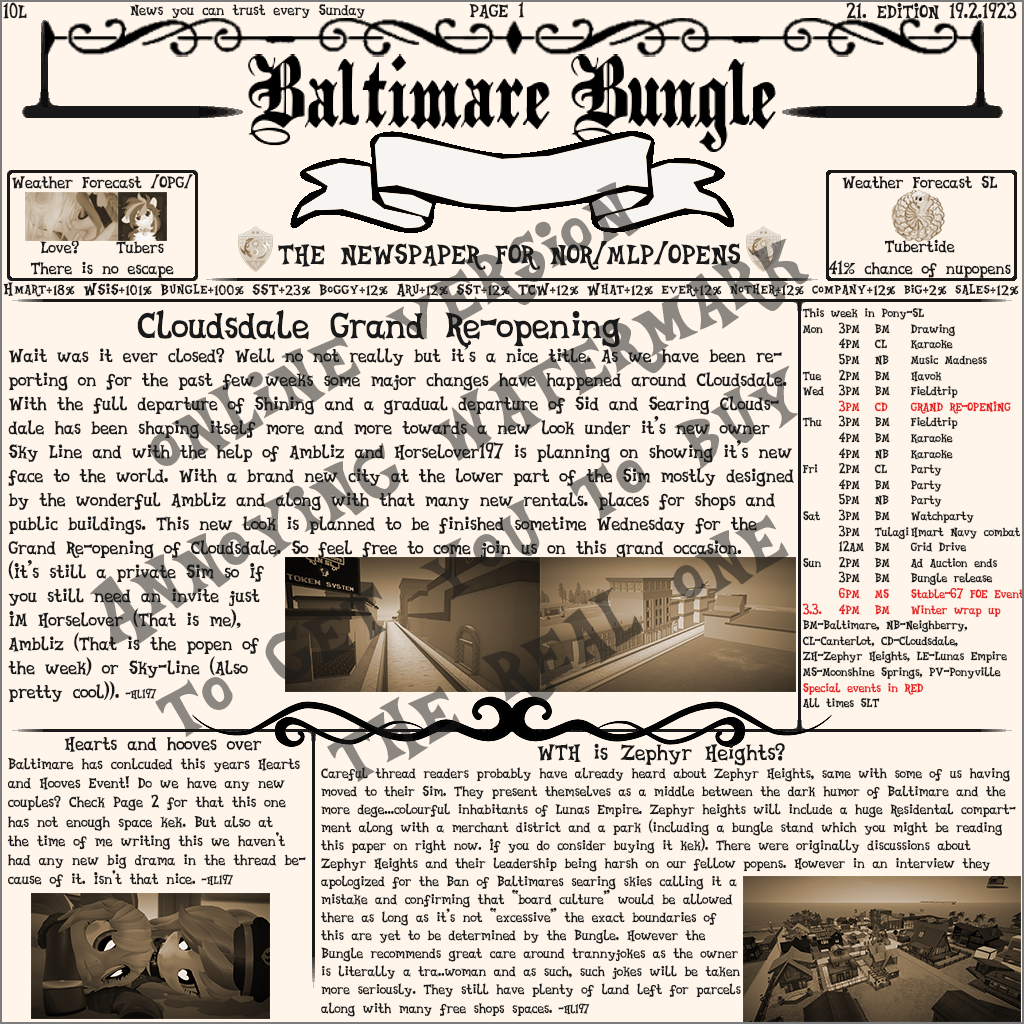 10L News you can trust every Sunday PAGE 1 21. EDITION 19.2.1923
Baltimare Bungle
Weather Forecast /OPG/
Love? Tubers
There is no escape
THE NEWSPAPER FOR NOR/MLP/OPENS
Weather Forecast SL
Tubertide
41% chance of nupopens
HMART+18% WSiS+101% BUNGLE+100% SST+23% BOGGY+12% ARU+12% SST+12% TCW+12% WHAT+12% EVER+12% NOTHER+12% COMPANY+12% BiG+2% SALES+12%
Cloudsdale Grand Re-opening
Wait was it ever closed? Well no not really but it's a nice title. As we have been re-
porting on for the past few weeks some major changes have happened around Cloudsdale.
With the full departure of Shining and a gradual departure of Sid and Searing Clouds-
dale has been shaping itself more and more towards a new look under it's new owner
Sky Line and with the help of Ambliz and Horselover197 is planning on showing it's new
face to the world. With a brand new city at the lower part of the Sim mostly designed
by the wonderful Ambliz and along with that many new rentals. places for shops and
public buildings. This new look is planned to be finished sometime Wednesday for the
Grand Re-opening of Cloudsdale. So feel free to come join us on this grand occasion.
(it's still a private Sim so if
you still need an invite just
iM Horselover (That is me),
Ambliz (That is the popen of
the week) or Sky-Line (Also
pretty cool)). -HL197
TOKEN SYSTEM
This week in Pony-SL
Mon 3PM BM Drawing
4PM CL Karaoke
5PM NB Music Madness
Tue 2PM BM Havok
Wed 3PM BM Fieldtrip
3PM CD GRAND RE-OPENING
Thu 3PM BM Fieldtrip
4PM BM Karaoke
4PM NB Karaoke
Fri 2PM CL Party
4PM BM Party
5PM NB Party
Sat 3PM BM Watchparty
3PM Tulagi Hmart Navy combat
12AM BM Grid Drive
Sun 2PM BM Ad Auction ends
3PM BM Bungle release
6PM MS Stable-67 FOE Event
3.3. 4PM BM Winter wrap up
BM-Baltimare, NB-Neighberry,
CL-Canterlot, CD-Cloudsdale,
ZH-Zephyr Heights, LE-Lunas Empire
MS-Moonshine Springs, PV-Ponyville
Special events in RED
All times SLT
Hearts and hooves over
Baltimare has conlcuded this years Hearts
and Hooves Event! Do we have any new
couples? Check Page 2 for that this one
has not enough space kek. But also at
the time of me writing this we haven't
had any new big drama in the thread be-
cause of it. isn't that nice. -HL197
WTH is Zephyr Heights?
Careful thread readers probably have already heard about Zephyr Heights, same with some of us having
moved to their Sim. They present themselves as a middle between the dark humor of Baltimare and the
more dege...colourful inhabitants of Lunas Empire. Zephyr heights will include a huge Residental compart-
ment along with a merchant district and a park (including a bungle stand which you might be reading
this paper on right now. if you do consider buying it kek). There were originally discussions about
Zephyr Heights and their leadership being harsh on our fellow popens. However in an interview they
apologized for the Ban of Baltimares searing skies calling it a
mistake and confirming that "board culture" would be allowed
there as long as it's not "excessive" the exact boundaries of
this are yet to be determined by the Bungle. However the
Bungle recommends great care around trannyjokes as the owner
is literally a tra..woman and as such, such jokes will be taken
more seriously. They still have plenty of land left for parcels
along with many free shops spaces. -HL197
ONLiNE VERSiON
ANNOYiNG WATERMARK
To GET YOU To BUY
THE REAL ONE